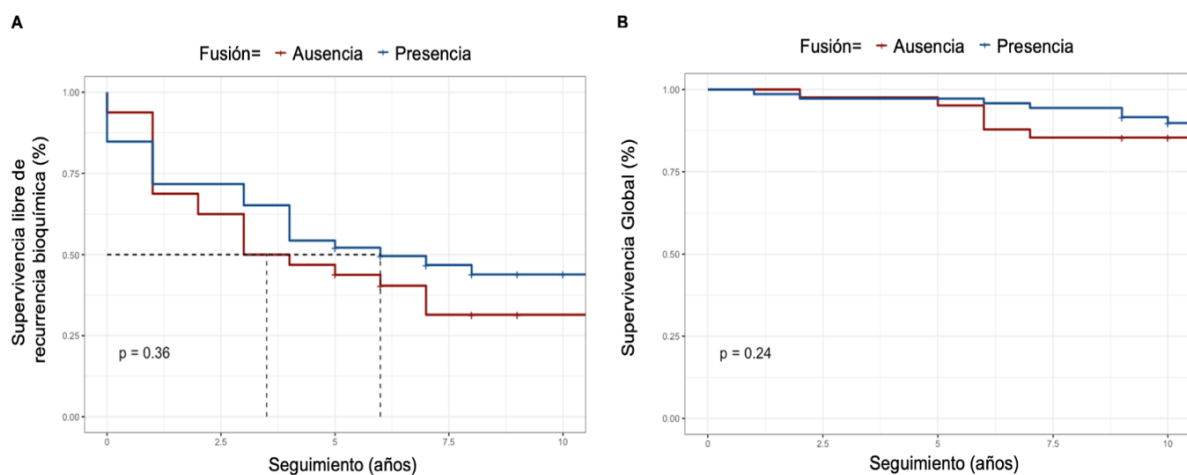 A
Fusión= Ausencia Presencia
Supervivencia libre de
recurrencia bioquímica (%)
1.00
0.75
0.50
0.25
0.00
p = 0.36
0 2.5 5 7.5 10
Seguimiento (años)
B
Fusión= Ausencia Presencia
Supervivencia Global (%)
1.00
0.75
0.50
0.25
0.00
p = 0.24
0 2.5 5 7.5 10
Seguimiento (años)